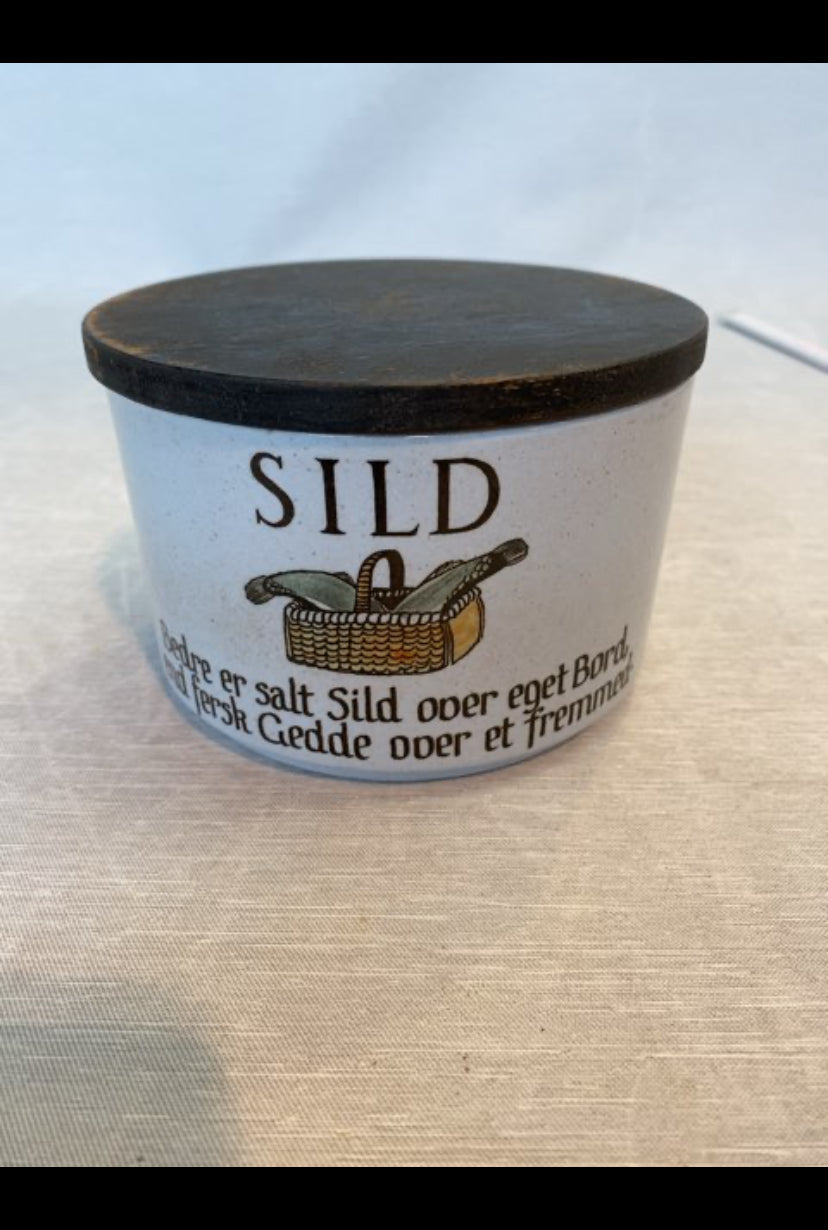 SILD
Bedre er salt Sild over eget Bord,
end fersk Gedde over et fremmed.